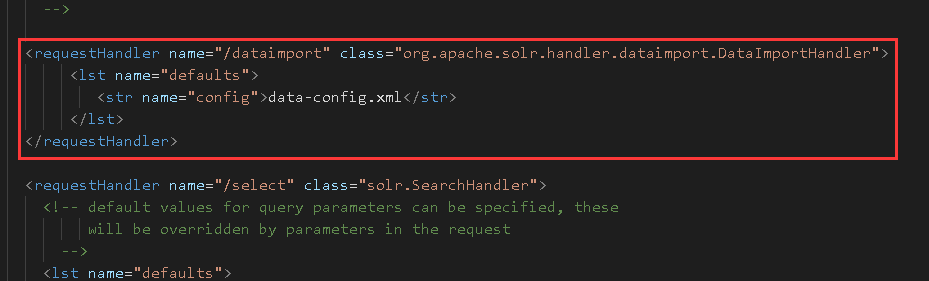 -->
<requestHandler name="/dataimport" class="org.apache.solr.handler.dataimport.DataImportHandler">
<lst name="defaults">
<str name="config">data-config.xml</str>
</lst>
</requestHandler>
<requestHandler name="/select" class="solr.SearchHandler">
<!-- default values for query parameters can be specified, these
will be overridden by parameters in the request
-->
<lst name="defaults">